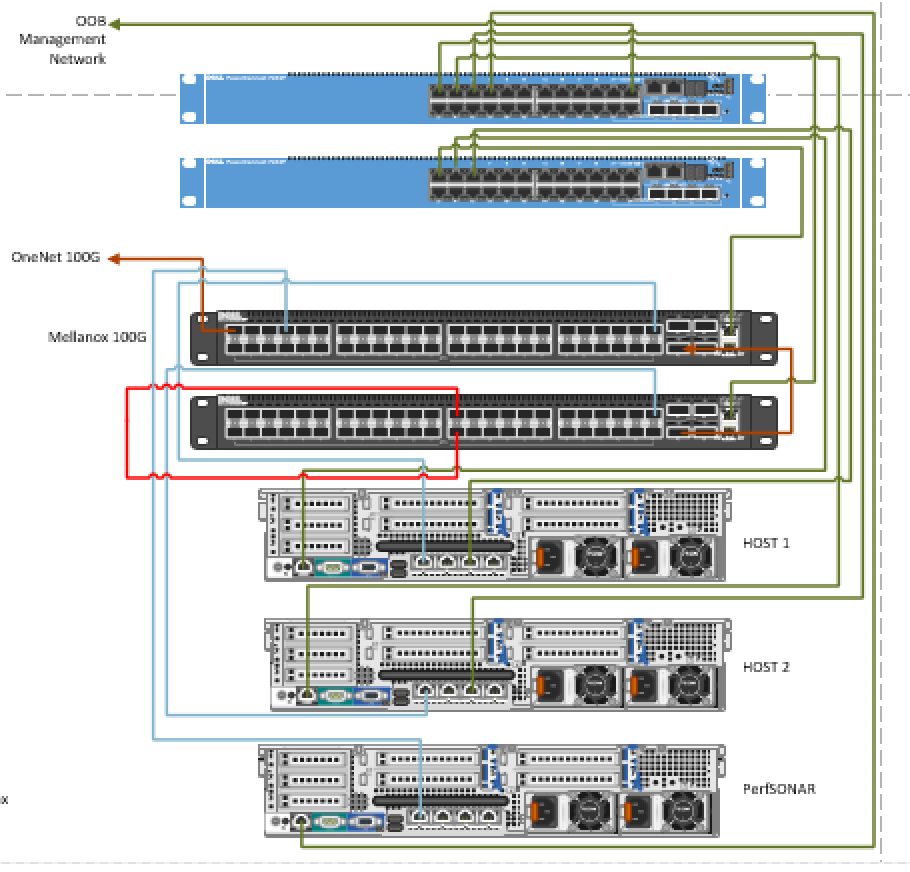 OOB
Management
Network
OneNet 100G
Mellanox 100G
HOST 1
HOST 2
PerfSONAR